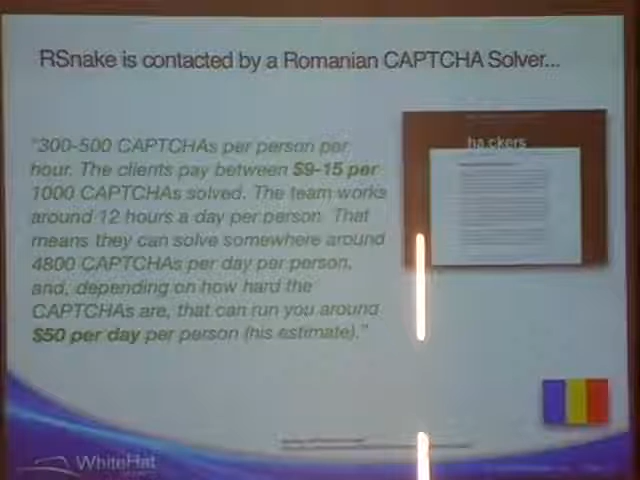 RSnake is contacted by a Romanian CAPTCHA Solver...
"300-500 CAPTCHAs per person per
hour. The clients pay between $9-15 per
1000 CAPTCHAs solved. The team works
around 12 hours a day per person. That
means they can solve somewhere around
4800 CAPTCHAs per day per person,
and, depending on how hard the
CAPTCHAs are, that can run you around
$50 per day per person (his estimate)."
ha.ckers
WhiteHat